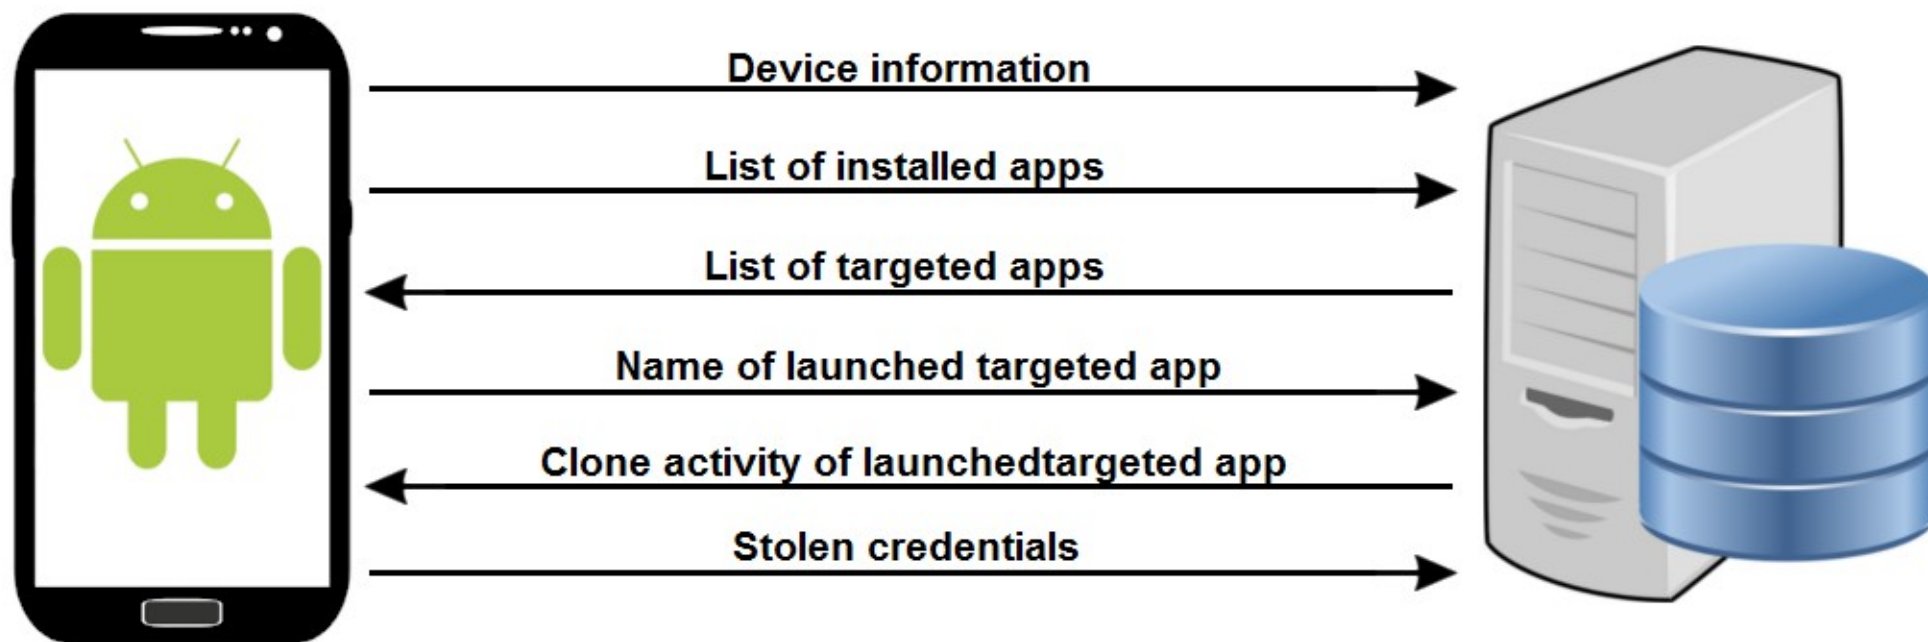 Device information
List of installed apps
List of targeted apps
Name of launched targeted app
Clone activity of launchedtargeted app
Stolen credentials